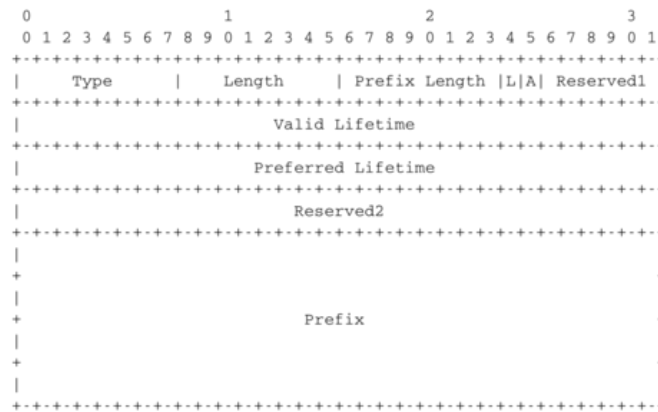 0                   1                   2                   3
 0 1 2 3 4 5 6 7 8 9 0 1 2 3 4 5 6 7 8 9 0 1 2 3 4 5 6 7 8 9 0 1
+-+-+-+-+-+-+-+-+-+-+-+-+-+-+-+-+-+-+-+-+-+-+-+-+-+-+-+-+-+-+-+-
|     Type      |    Length     | Prefix Length |L|A| Reserved1
+-+-+-+-+-+-+-+-+-+-+-+-+-+-+-+-+-+-+-+-+-+-+-+-+-+-+-+-+-+-+-+-
|                         Valid Lifetime
+-+-+-+-+-+-+-+-+-+-+-+-+-+-+-+-+-+-+-+-+-+-+-+-+-+-+-+-+-+-+-+-
|                       Preferred Lifetime
+-+-+-+-+-+-+-+-+-+-+-+-+-+-+-+-+-+-+-+-+-+-+-+-+-+-+-+-+-+-+-+-
|                           Reserved2
+-+-+-+-+-+-+-+-+-+-+-+-+-+-+-+-+-+-+-+-+-+-+-+-+-+-+-+-+-+-+-+-
|
+
|
+                            Prefix
|
+
|
+-+-+-+-+-+-+-+-+-+-+-+-+-+-+-+-+-+-+-+-+-+-+-+-+-+-+-+-+-+-+-+-